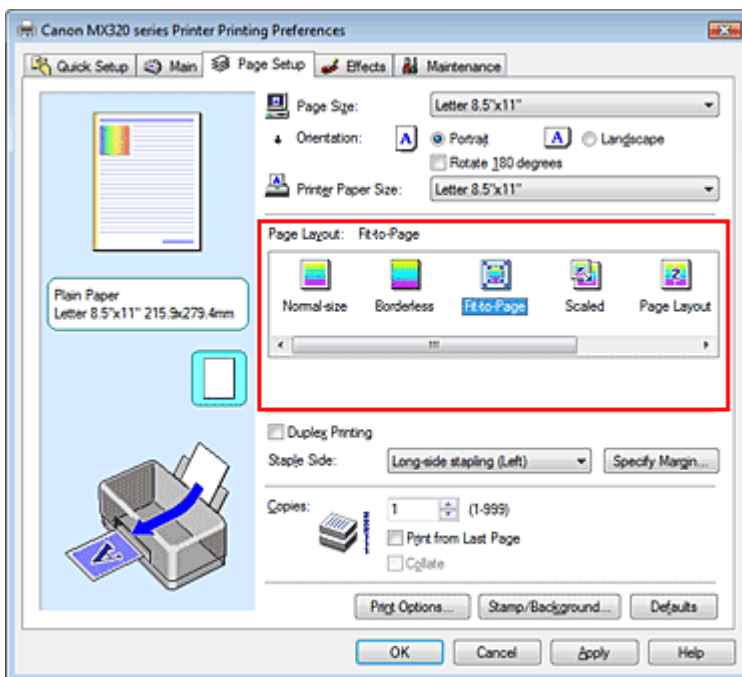 Canon MX320 series Printer Printing Preferences
Quick Setup Main Page Setup Effects Maintenance
Page Size: Letter 8.5"x11"
Orientation: A Portrait A Landscape
Rotate 180 degrees
Printer Paper Size: Letter 8.5"x11"
Page Layout: Fit-to-Page
Normal-size Borderless Fit-to-Page Scaled Page Layout
Plain Paper
Letter 8.5"x11" 215.9x279.4mm
Duplex Printing
Staple Side: Long-side stapling (Left) Specify Margin...
Copies: 1 (1-999)
Print from Last Page
Collate
Print Options... Stamp/Background... Defaults
OK Cancel Apply Help